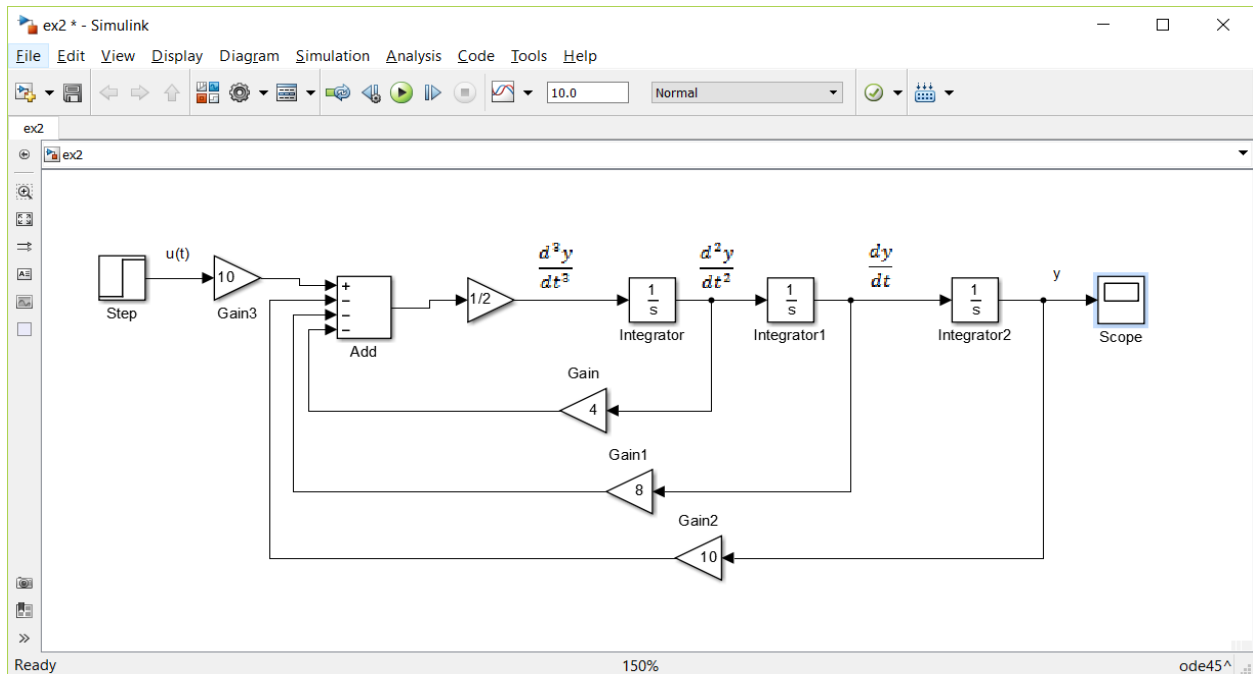 ex2 * - Simulink
File Edit View Display Diagram Simulation Analysis Code Tools Help
10.0 Normal
ex2
ex2
u(t)
d³y/dt³
d²y/dt²
dy/dt
y
10
+
−
−
−
1/2
1/s
1/s
1/s
Step
Gain3
Add
Integrator
Integrator1
Integrator2
Scope
Gain
4
Gain1
8
Gain2
10
Ready 150% ode45^